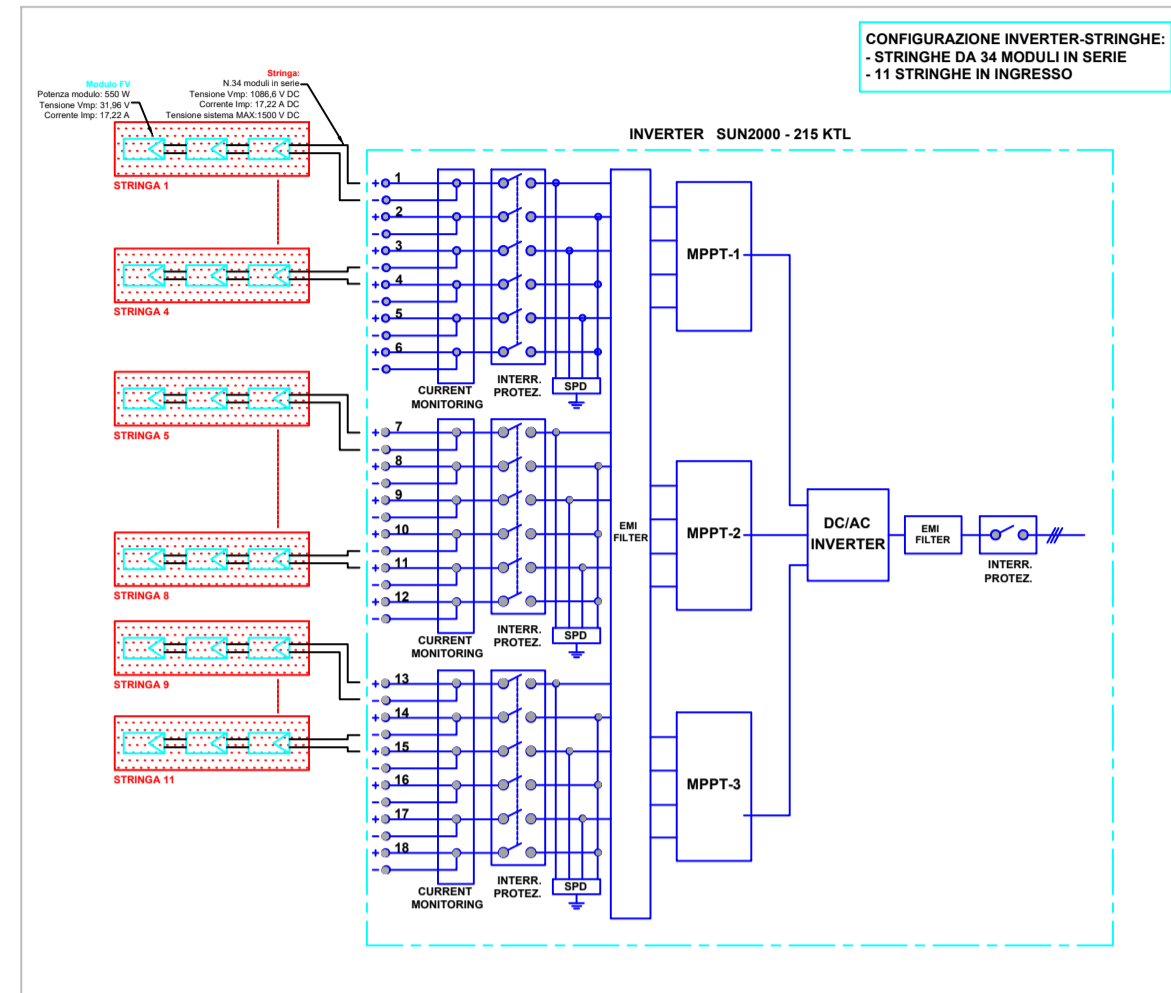 CONFIGURAZIONE INVERTER-STRINGHE:
- STRINGHE DA 34 MODULI IN SERIE
- 11 STRINGHE IN INGRESSO
Modulo FV
Potenza modulo: 550 W
Tensione Vmp: 31,96 V
Corrente Imp: 17,22 A
Stringa:
N.34 moduli in serie
Tensione Vmp: 1086,6 V DC
Corrente Imp: 17,22 A DC
Tensione sistema MAX:1500 V DC
INVERTER SUN2000 - 215 KTL
STRINGA 1
STRINGA 4
STRINGA 5
STRINGA 8
STRINGA 9
STRINGA 11
+ 1
-
+ 2
-
+ 3
-
+ 4
-
+ 5
-
+ 6
-
CURRENT
MONITORING
INTERR.
PROTEZ.
SPD
+ 7
-
+ 8
-
+ 9
-
+ 10
-
+ 11
-
+ 12
-
CURRENT
MONITORING
INTERR.
PROTEZ.
SPD
+ 13
-
+ 14
-
+ 15
-
+ 16
-
+ 17
-
+ 18
-
CURRENT
MONITORING
INTERR.
PROTEZ.
SPD
EMI
FILTER
MPPT-1
MPPT-2
MPPT-3
DC/AC
INVERTER
EMI
FILTER
INTERR.
PROTEZ.